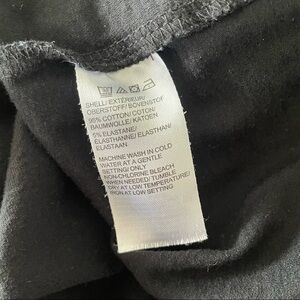 SHELL/ EXTÉRIEUR/
OBERSTOFF/ BOVENSTOF
95% COTTON/ COTON/
BAUMWOLLE/ KATOEN
5% ELASTANE/
ÉLASTHANNE/ ELASTHAN/
ELASTAAN
MACHINE WASH IN COLD
WATER AT A GENTLE
SETTING/ ONLY
NON-CHLORINE BLEACH
WHEN NEEDED/ TUMBLE
DRY AT LOW TEMPERATURE/
IRON AT LOW SETTING